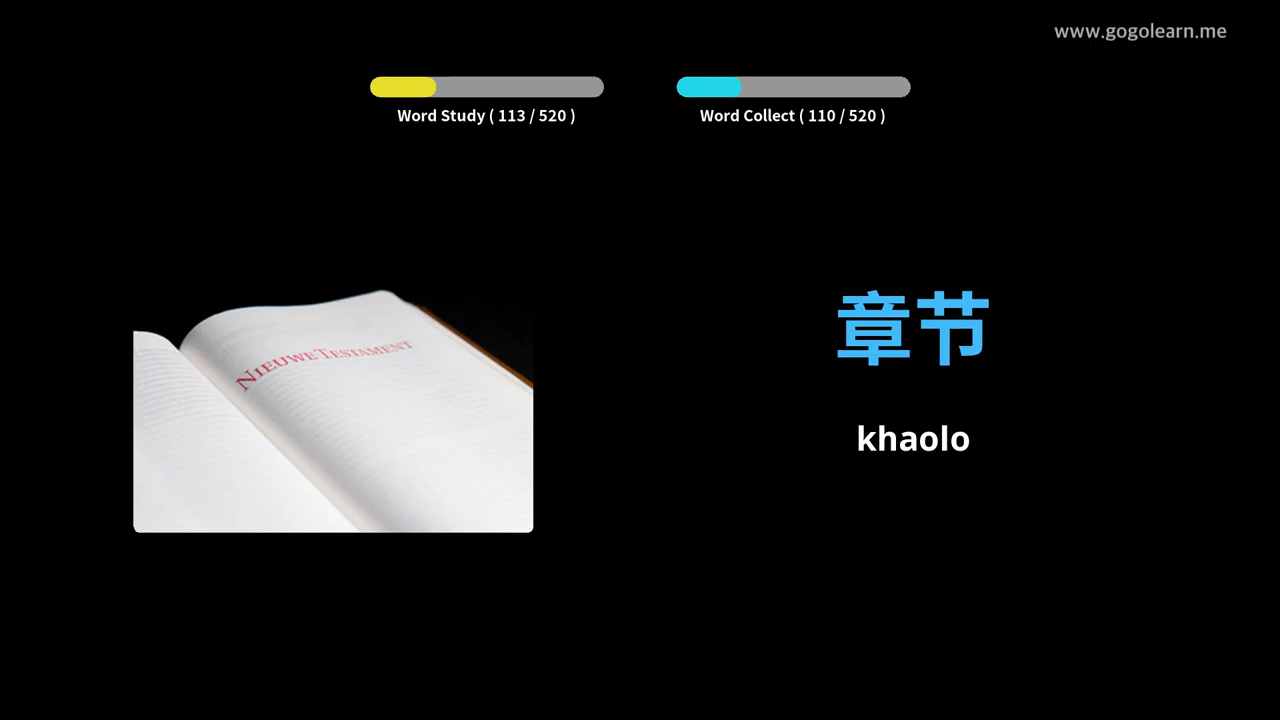 www.gogolearn.me
Word Study ( 113 / 520 )
Word Collect ( 110 / 520 )
NIEUWE TESTAMENT
章节
khaolo